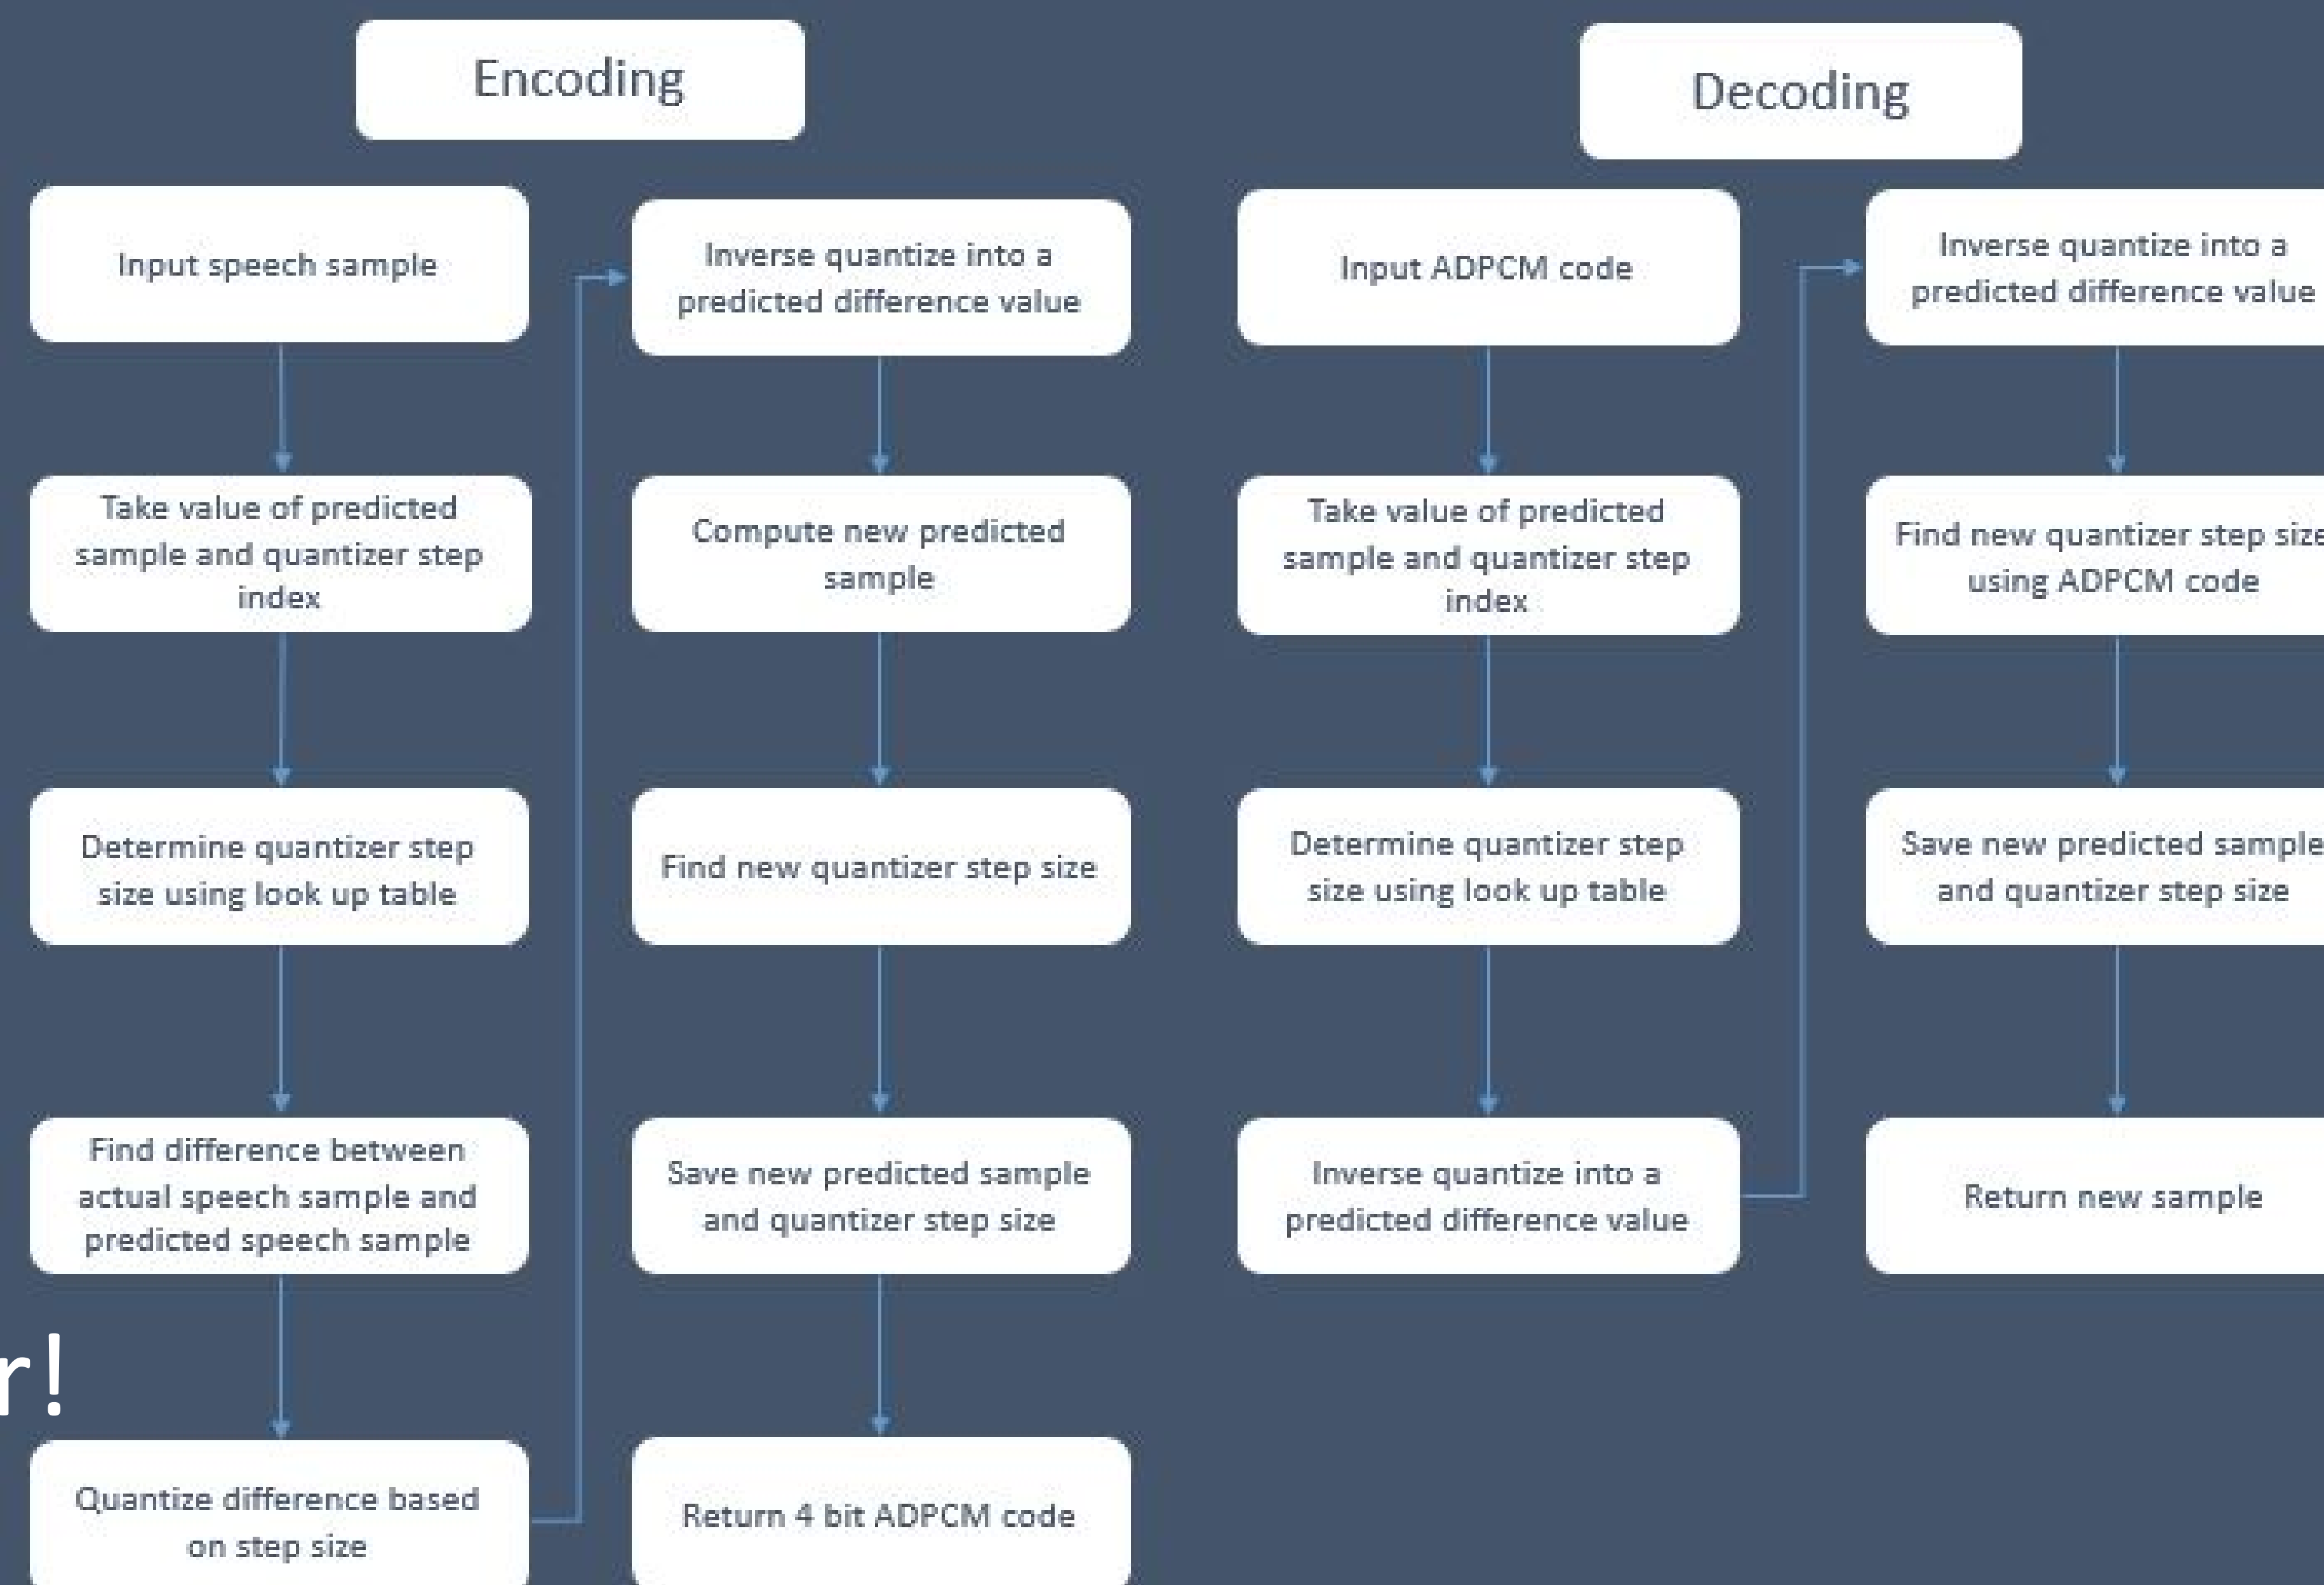 Encoding
Input speech sample
Take value of predicted
sample and quantizer step
index
Determine quantizer step
size using look up table
Find difference between
actual speech sample and
predicted speech sample
Quantize difference based
on step size
Inverse quantize into a
predicted difference value
Compute new predicted
sample
Find new quantizer step size
Save new predicted sample
and quantizer step size
Return 4 bit ADPCM code
Decoding
Input ADPCM code
Take value of predicted
sample and quantizer step
index
Determine quantizer step
size using look up table
Inverse quantize into a
predicted difference value
Inverse quantize into a
predicted difference value
Find new quantizer step size
using ADPCM code
Save new predicted sample
and quantizer step size
Return new sample
r!